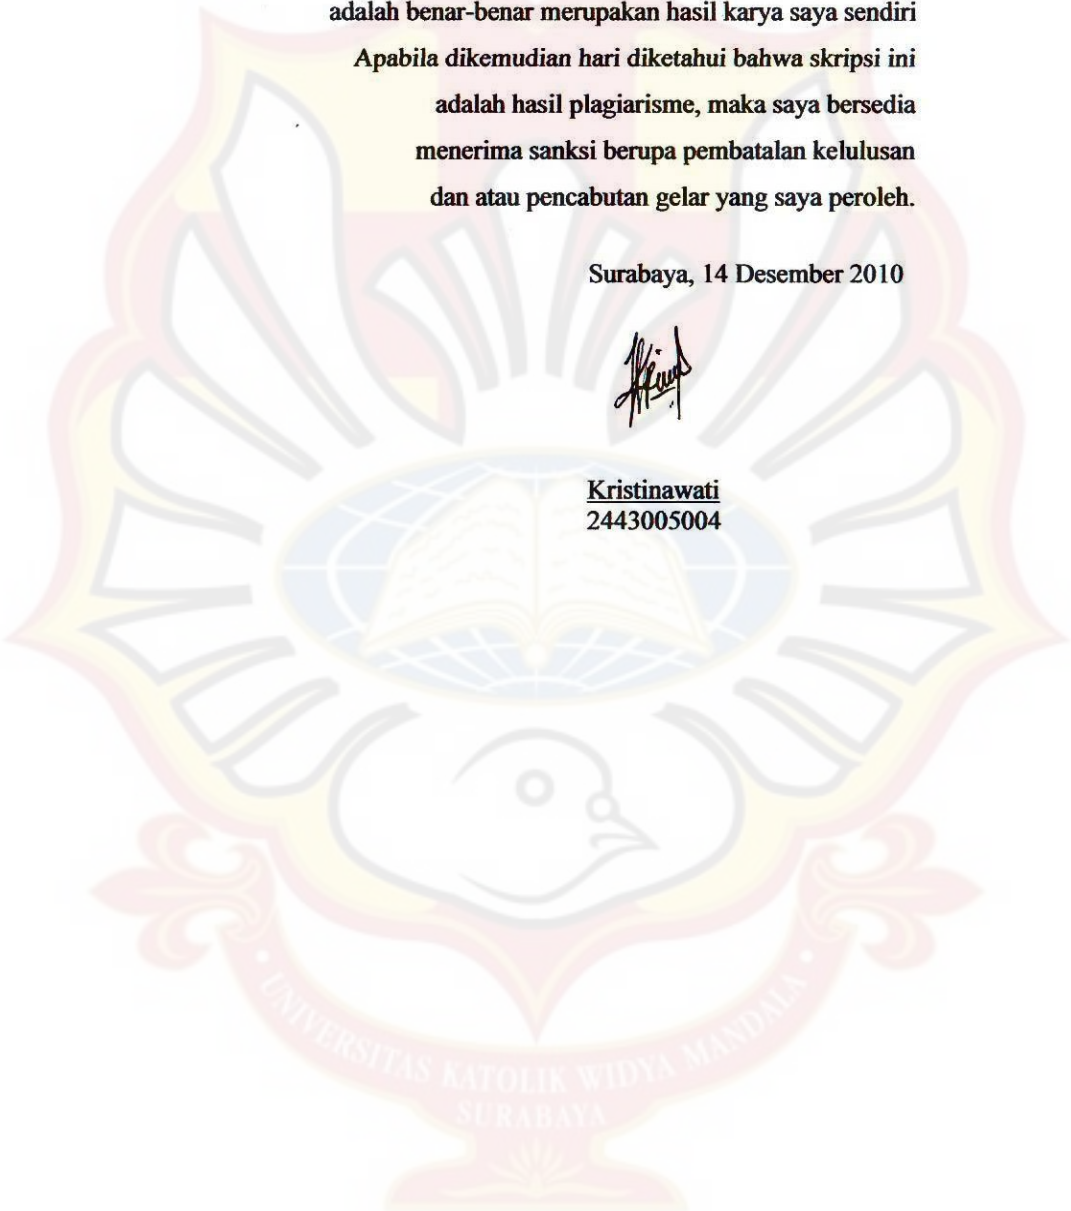 adalah benar-benar merupakan hasil karya saya sendiri
Apabila dikemudian hari diketahui bahwa skripsi ini
adalah hasil plagiarisme, maka saya bersedia
menerima sanksi berupa pembatalan kelulusan
dan atau pencabutan gelar yang saya peroleh.
Surabaya, 14 Desember 2010
Kristinawati
2443005004
UNIVERSITAS KATOLIK WIDYA MANDALA
SURABAYA